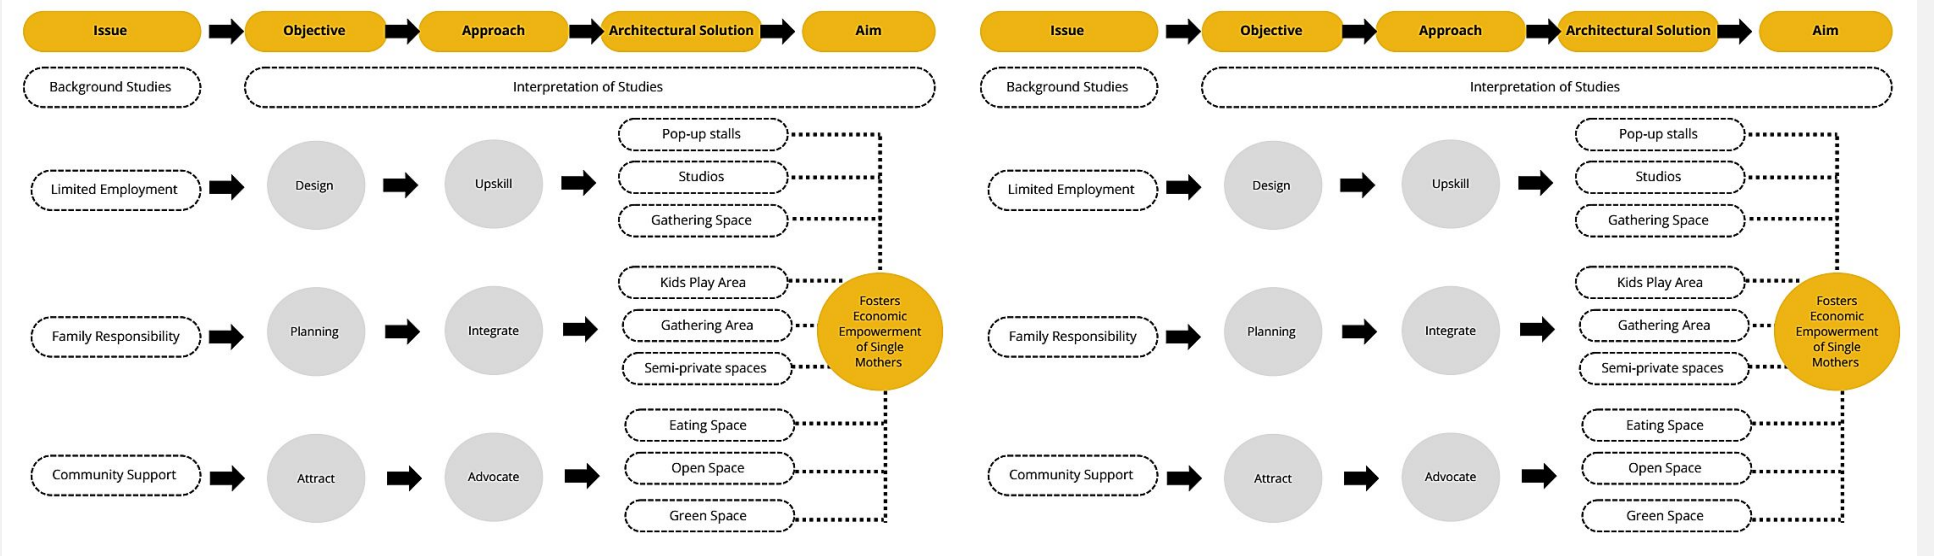 Issue
Objective
Approach
Architectural Solution
Aim
Background Studies
Interpretation of Studies
Limited Employment
Design
Upskill
Pop-up stalls
Studios
Gathering Space
Family Responsibility
Planning
Integrate
Kids Play Area
Gathering Area
Semi-private spaces
Fosters
Economic
Empowerment
of Single
Mothers
Community Support
Attract
Advocate
Eating Space
Open Space
Green Space
Issue
Objective
Approach
Architectural Solution
Aim
Background Studies
Interpretation of Studies
Limited Employment
Design
Upskill
Pop-up stalls
Studios
Gathering Space
Family Responsibility
Planning
Integrate
Kids Play Area
Gathering Area
Semi-private spaces
Fosters
Economic
Empowerment
of Single
Mothers
Community Support
Attract
Advocate
Eating Space
Open Space
Green Space